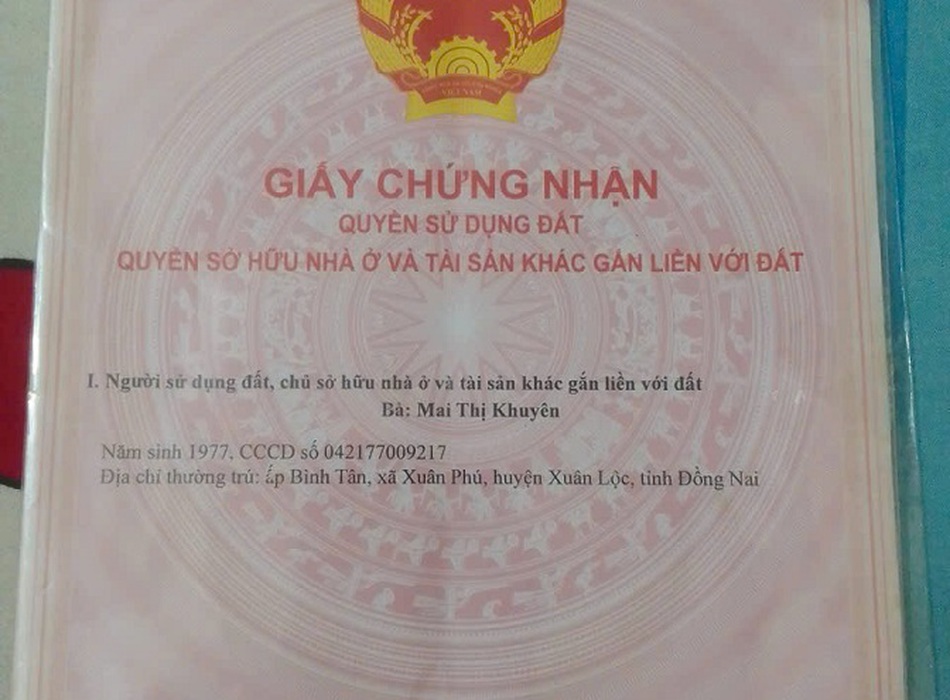 VIỆT NAM
GIẤY CHỨNG NHẬN
QUYỀN SỬ DỤNG ĐẤT
QUYỀN SỞ HỮU NHÀ Ở VÀ TÀI SẢN KHÁC GẮN LIỀN VỚI ĐẤT
I. Người sử dụng đất, chủ sở hữu nhà ở và tài sản khác gắn liền với đất
Bà: Mai Thị Khuyên
Năm sinh 1977, CCCD số 042177009217
Địa chỉ thường trú: ấp Bình Tân, xã Xuân Phú, huyện Xuân Lộc, tỉnh Đồng Nai